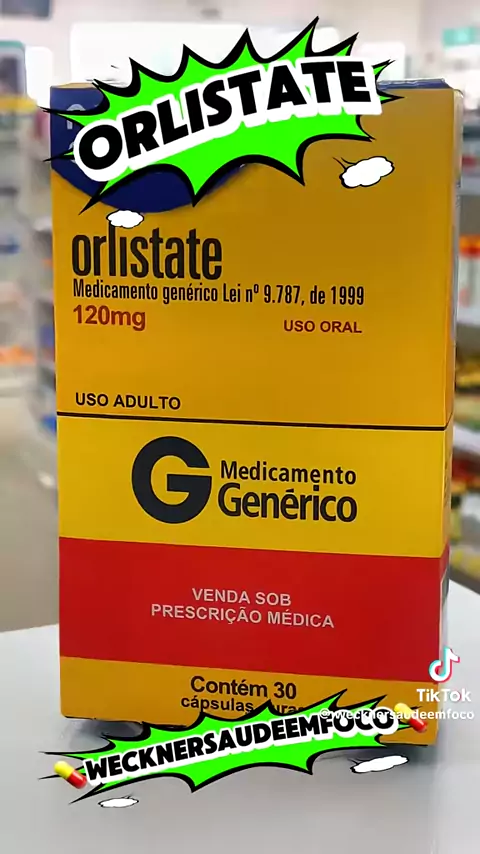 ORLISTATE
orlistate
Medicamento genérico Lei nº 9.787, de 1999
120mg
USO ORAL
USO ADULTO
G Medicamento
Genérico
VENDA SOB
PRESCRIÇÃO MÉDICA
Contém 30
cápsulas
TikTok
@wecknersaudeemfoco
WECKNERSAUDEEMFOCO